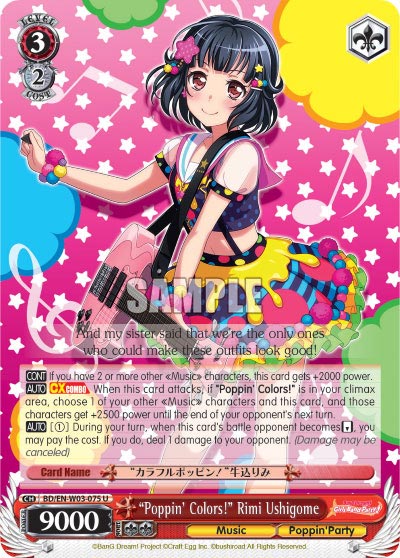 LEVEL
3
2
COST
SAMPLE
And my sister said that we're the only ones
who could make these outfits look good!
CONT If you have 2 or more other «Music» characters, this card gets +2000 power.
AUTO CX COMBO When this card attacks, if "Poppin' Colors!" is in your climax
area, choose 1 of your other «Music» characters and this card, and those
characters get +2500 until the end of your opponent's next turn.
AUTO [①] During your turn, when this card's battle opponent becomes, you
may pay the cost. If you do, deal 1 damage to your opponent. (Damage may be
canceled)
Card Name
"カラフルポッピン!"牛込りみ
CH BD/EN-W03-075 U
"Poppin' Colors!" Rimi Ushigome
POWER
9000
SOUL
Music
Poppin'Party
©BanG Dream! Project ©Craft Egg Inc. ©bushiroad All Rights Reserved.